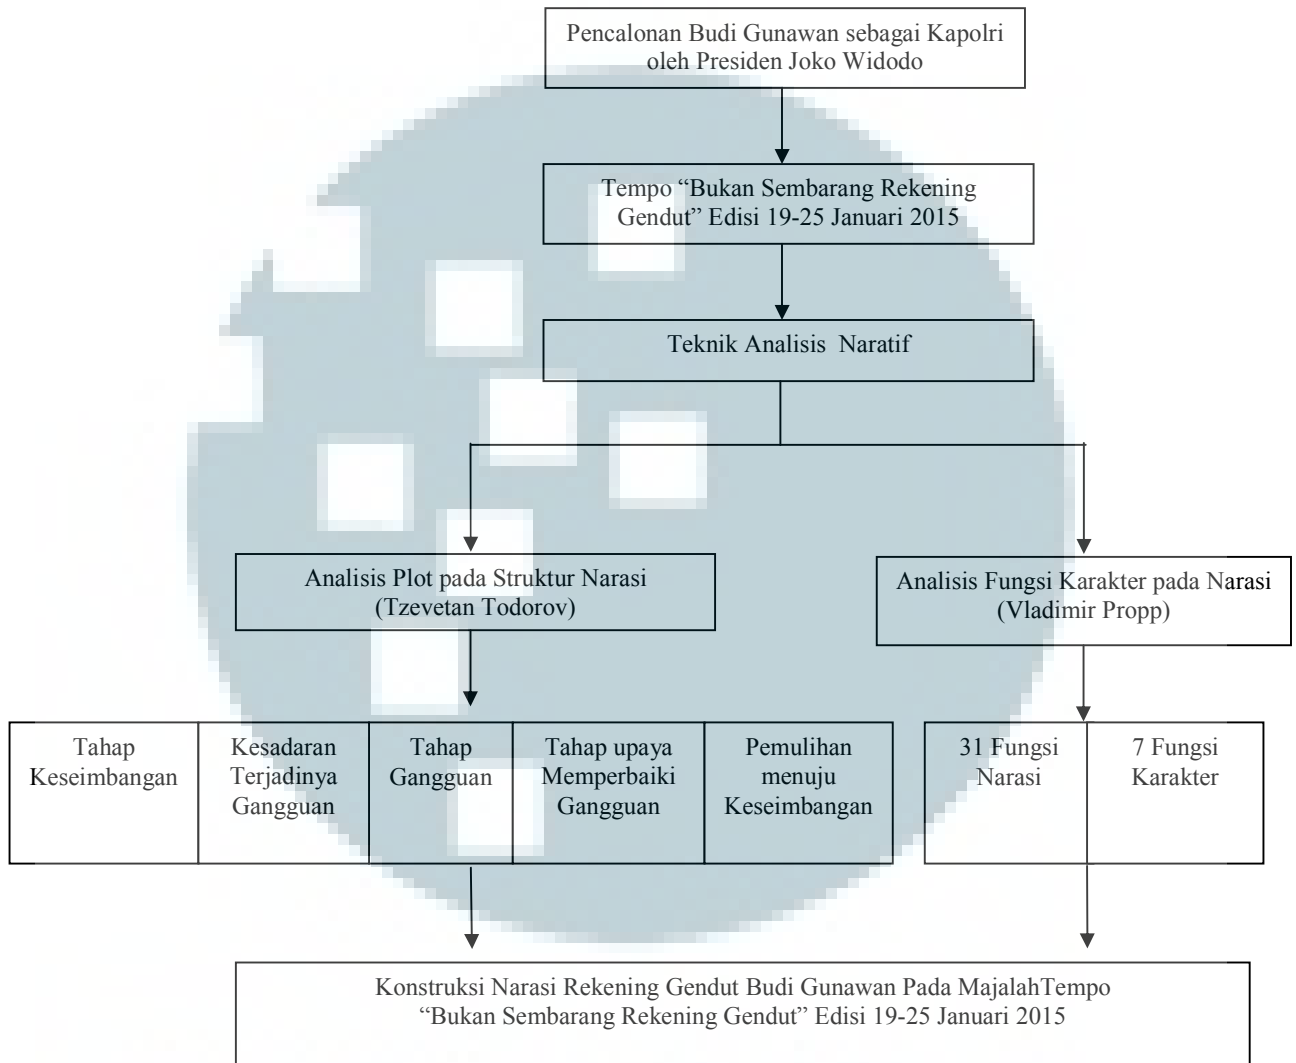 Pencalonan Budi Gunawan sebagai Kapolri
oleh Presiden Joko Widodo
Tempo “Bukan Sembarang Rekening
Gendut” Edisi 19-25 Januari 2015
Teknik Analisis  Naratif
Analisis Plot pada Struktur Narasi
(Tzevetan Todorov)
Analisis Fungsi Karakter pada Narasi
(Vladimir Propp)
Tahap
Keseimbangan
Kesadaran
Terjadinya
Gangguan
Tahap
Gangguan
Tahap upaya
Memperbaiki
Gangguan
Pemulihan
menuju
Keseimbangan
31 Fungsi
Narasi
7 Fungsi
Karakter
Konstruksi Narasi Rekening Gendut Budi Gunawan Pada MajalahTempo
“Bukan Sembarang Rekening Gendut” Edisi 19-25 Januari 2015